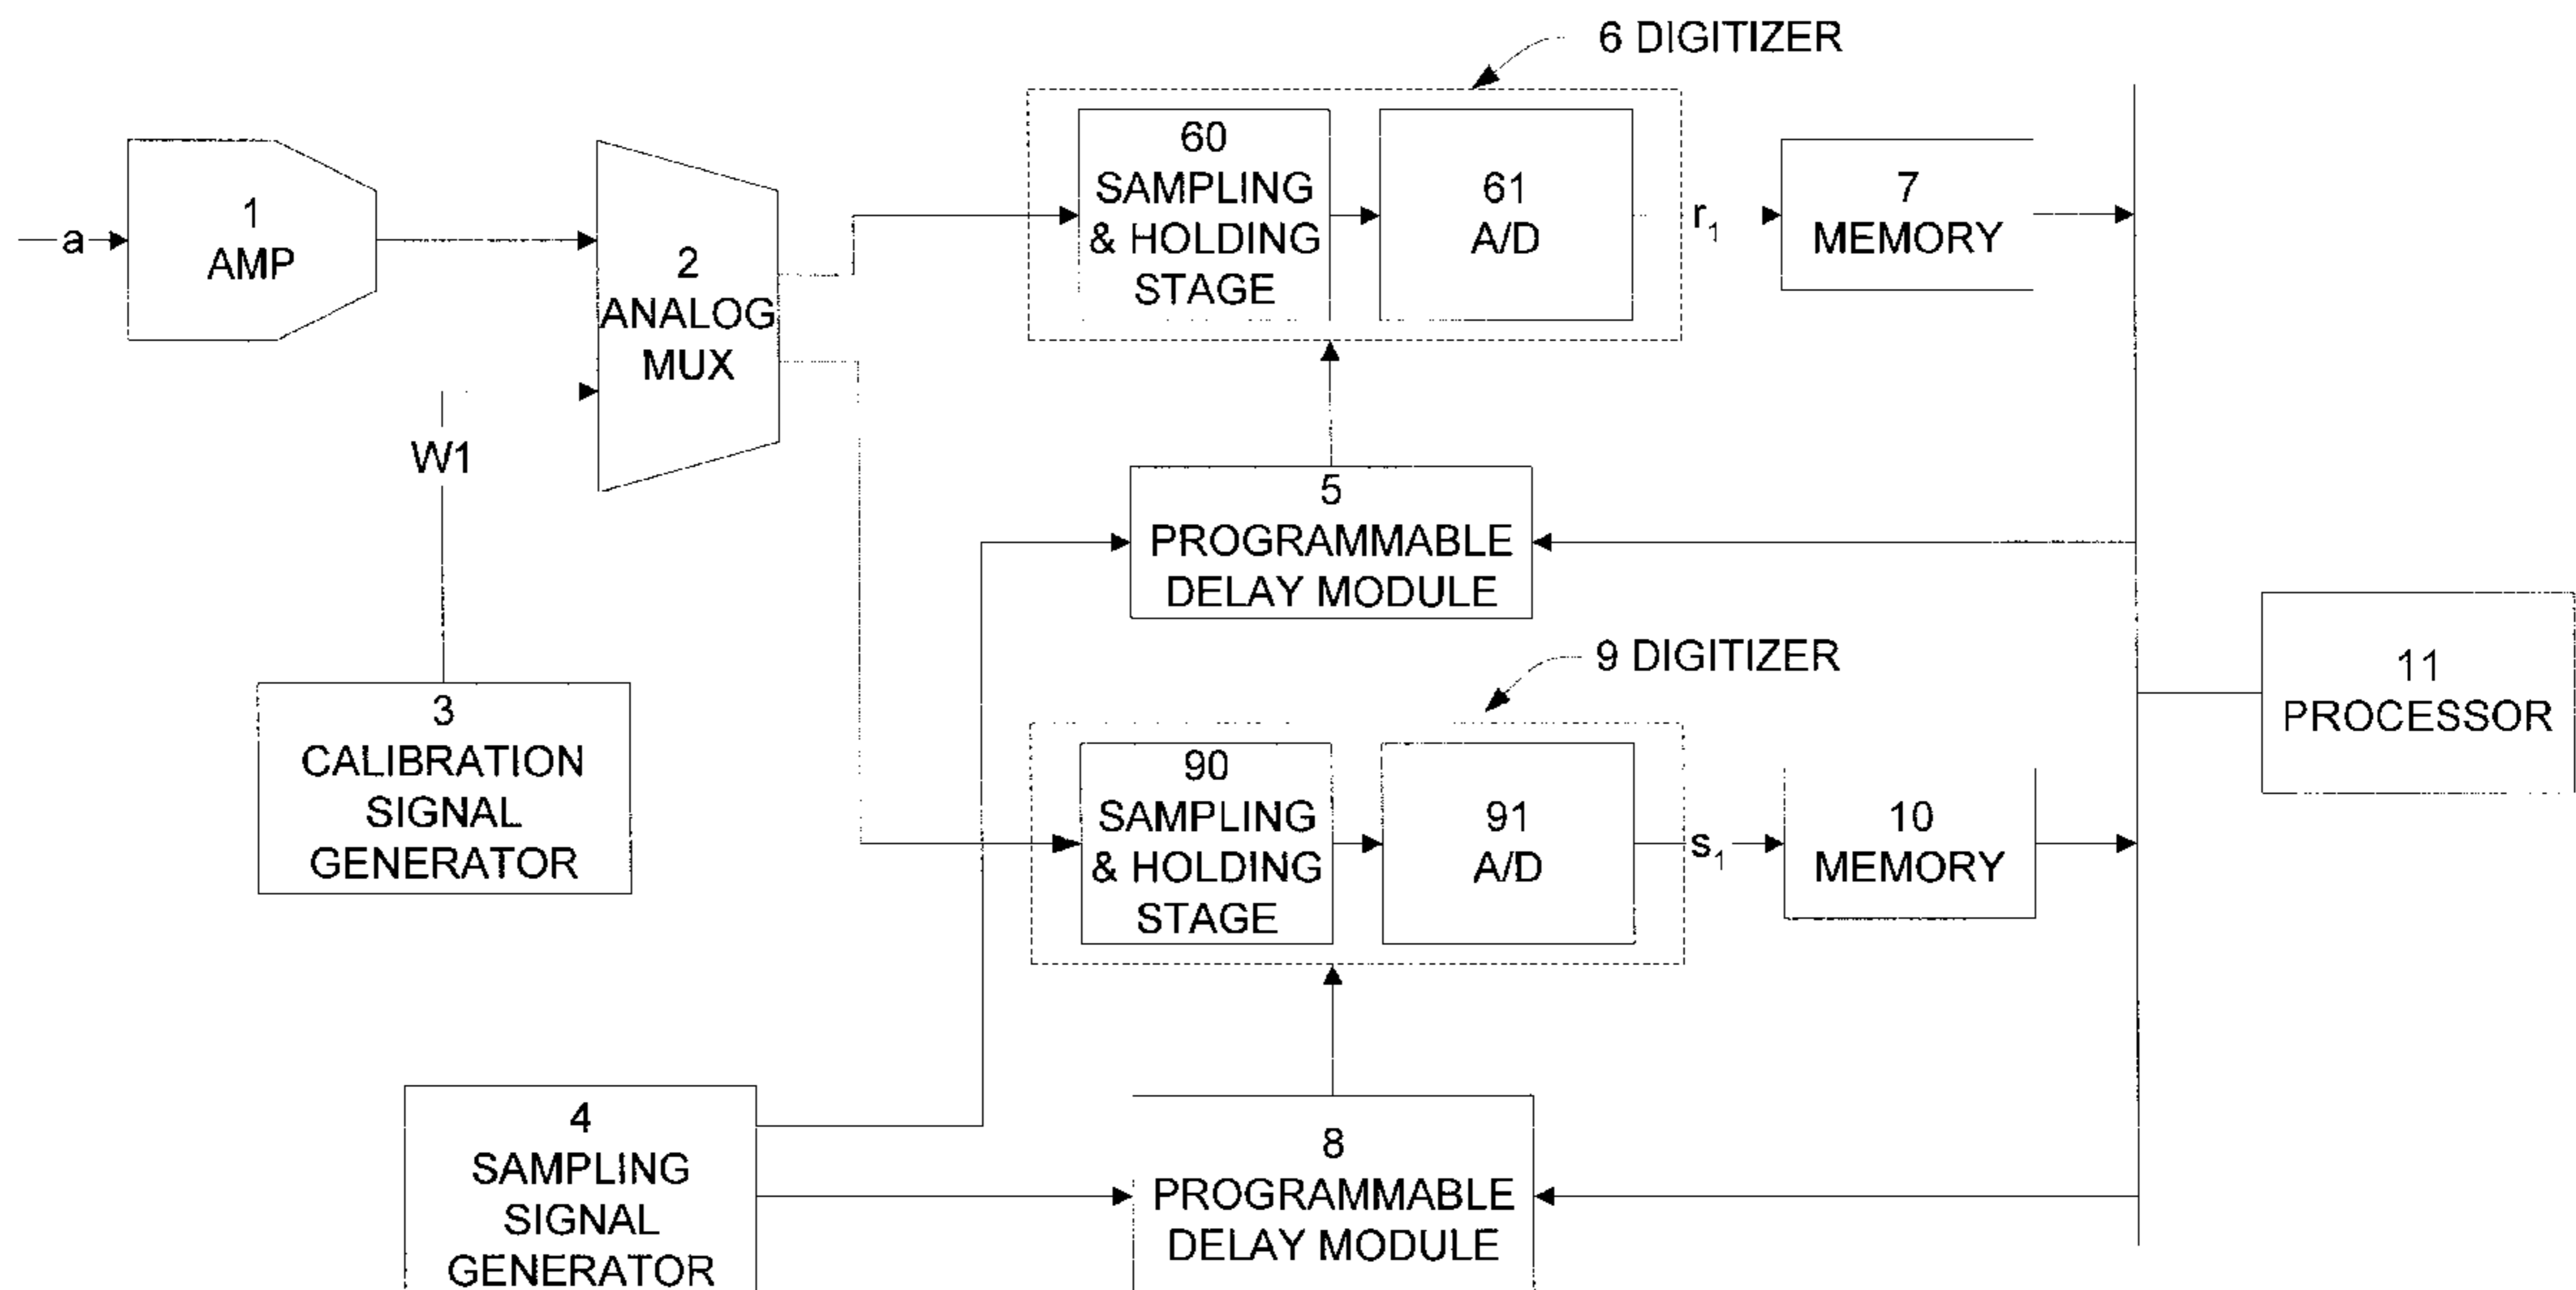 6 DIGITIZER
a
1
AMP
2
ANALOG
MUX
60
SAMPLING
& HOLDING
STAGE
61
A/D
r1
7
MEMORY
W1
5
PROGRAMMABLE
DELAY MODULE
3
CALIBRATION
SIGNAL
GENERATOR
9 DIGITIZER
90
SAMPLING
& HOLDING
STAGE
91
A/D
s1
10
MEMORY
11
PROCESSOR
4
SAMPLING
SIGNAL
GENERATOR
8
PROGRAMMABLE
DELAY MODULE